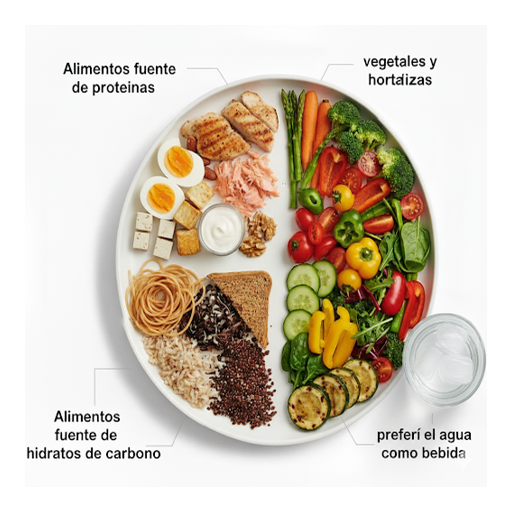 Alimentos fuente
de proteinas
vegetales y
hortalizas
Alimentos
fuente de
hidratos de carbono
preferí el agua
como bebida